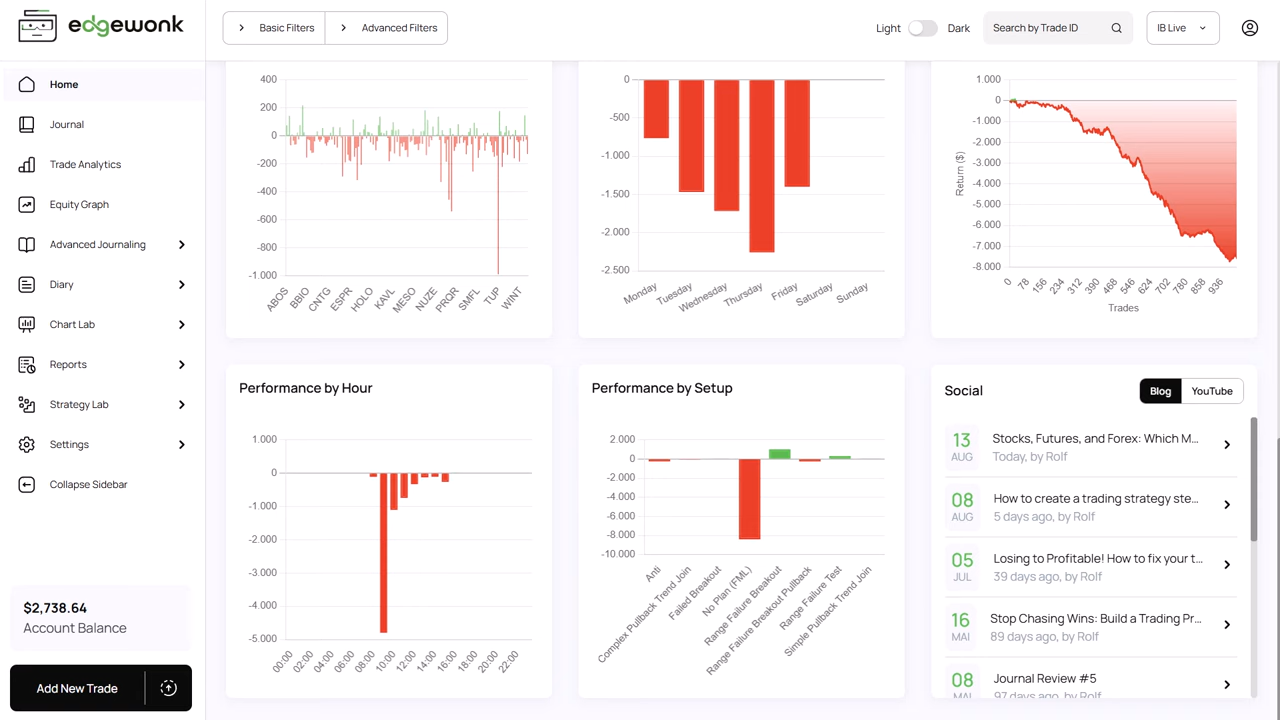 edgewonk
Basic Filters
Advanced Filters
Light
Dark
Search by Trade ID
IB Live
Home
Journal
Trade Analytics
Equity Graph
Advanced Journaling
Diary
Chart Lab
Reports
Strategy Lab
Settings
Collapse Sidebar
$2,738.64
Account Balance
Add New Trade
400
200
0
-200
-400
-600
-800
-1.000
ABOS
BBIO
CNTG
ESPR
HOLO
KAVL
MESO
NUZE
PRQR
SMFL
TUP
WINT
0
-500
-1.000
-1.500
-2.000
-2.500
Monday
Tuesday
Wednesday
Thursday
Friday
Saturday
Sunday
Return ($)
1.000
0
-1.000
-2.000
-3.000
-4.000
-5.000
-6.000
-7.000
-8.000
0
78
156
234
312
390
468
546
624
702
780
858
936
Trades
Performance by Hour
1.000
0
-1.000
-2.000
-3.000
-4.000
-5.000
00:00
02:00
04:00
06:00
08:00
10:00
12:00
14:00
16:00
18:00
20:00
22:00
Performance by Setup
2.000
0
-2.000
-4.000
-6.000
-8.000
-10.000
Anti
Complex Pullback Trend Join
Failed Breakout
No Plan (FML)
Range Failure Breakout
Range Failure Breakout Pullback
Range Failure Test
Simple Pullback Trend Join
Social
Blog
YouTube
13
AUG
Stocks, Futures, and Forex: Which M...
Today, by Rolf
08
AUG
How to create a trading strategy ste...
5 days ago, by Rolf
05
JUL
Losing to Profitable! How to fix your t...
39 days ago, by Rolf
16
MAI
Stop Chasing Wins: Build a Trading Pr...
89 days ago, by Rolf
08
MAI
Journal Review #5
97 days ago, by Rolf